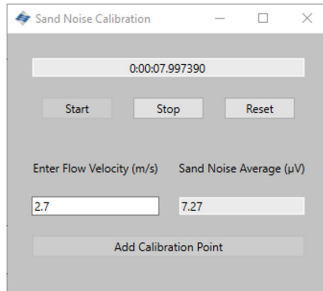 Sand Noise Calibration
0:00:07.997390
Start Stop Reset
Enter Flow Velocity (m/s) Sand Noise Average (µV)
2.7 7.27
Add Calibration Point